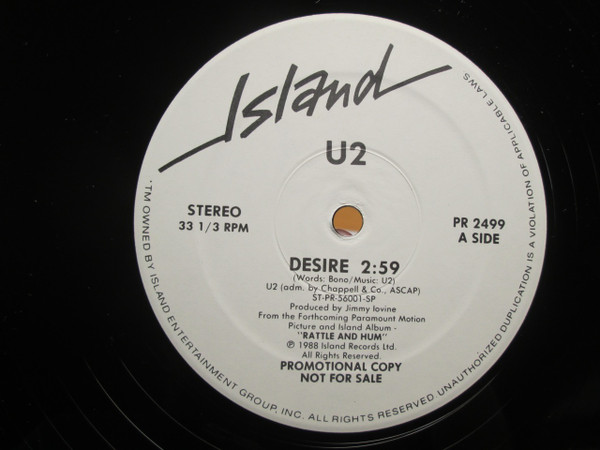 Island
U2
STEREO
33 1/3 RPM
PR 2499
A SIDE
DESIRE 2:59
(Words: Bono/Music: U2)
U2 (adm. by Chappell & Co., ASCAP)
ST-PR-56001-SP
Produced by Jimmy Iovine
From the Forthcoming Paramount Motion
Picture and Island Album -
"RATTLE AND HUM"
℗ 1988 Island Records Ltd.
All Rights Reserved.
PROMOTIONAL COPY
NOT FOR SALE
'TM OWNED BY ISLAND ENTERTAINMENT GROUP, INC. ALL RIGHTS RESERVED UNAUTHORIZED DUPLICATION IS A VIOLATION OF APPLICABLE LAWS